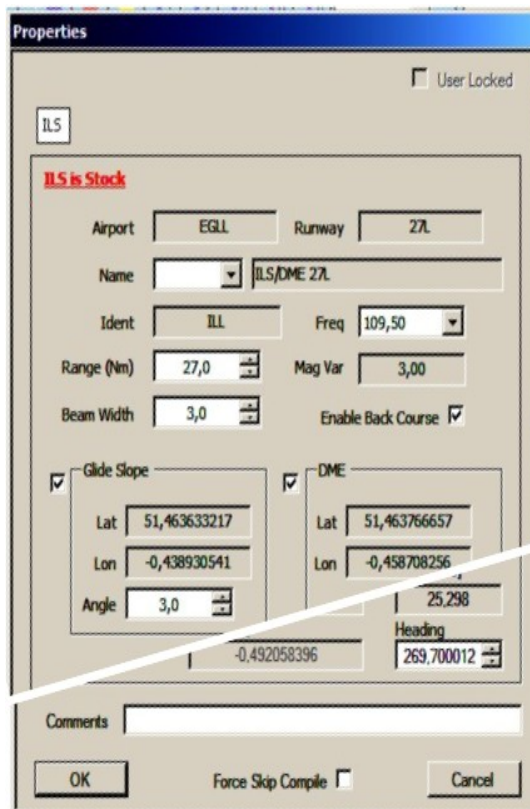 Properties
User Locked
ILS
ILS is Stock
Airport EGLL Runway 27L
Name ILS/DME 27L
Ident ILL Freq 109,50
Range (Nm) 27,0 Mag Var 3,00
Beam Width 3,0 Enable Back Course
Glide Slope DME
Lat 51,463633217 Lat 51,463766657
Lon -0,438930541 Lon -0,458708256
Angle 3,0 25,298
Heading
-0,492058396 269,700012
Comments
OK Force Skip Compile Cancel